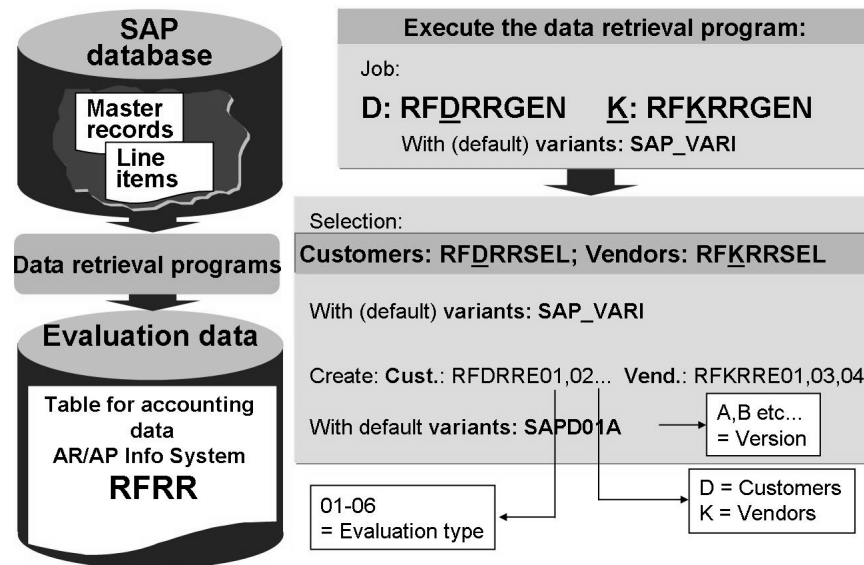 SAP
database
Master
records
Line
items
Data retrieval programs
Evaluation data
Table for accounting
data
AR/AP Info System
RFRR
Execute the data retrieval program:
Job:
D: RFDRRGEN K: RFKRRGEN
With (default) variants: SAP_VARI
Selection:
Customers: RFDRRSEL; Vendors: RFKRRSEL
With (default) variants: SAP_VARI
Create: Cust.: RFDRRE01,02... Vend.: RFKRRE01,03,04
With default variants: SAPD01A
A,B etc...
= Version
01-06
= Evaluation type
D = Customers
K = Vendors